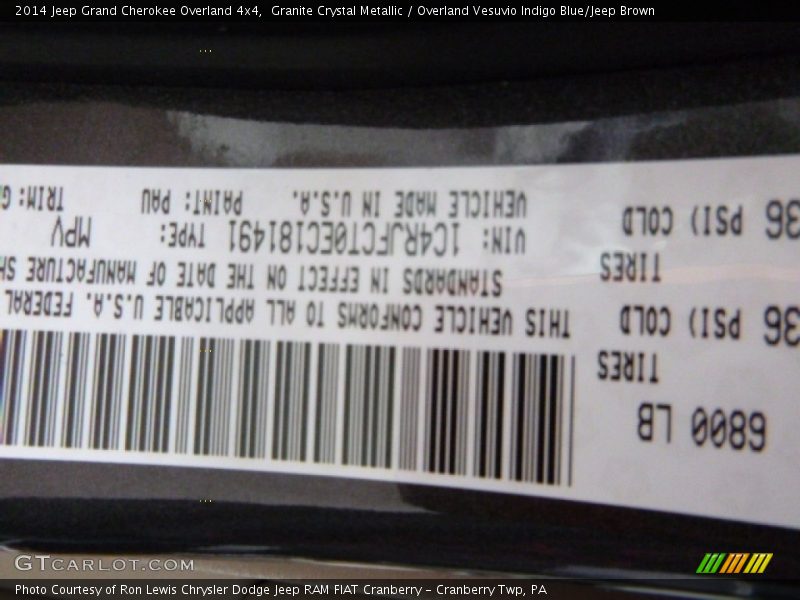 2014 Jeep Grand Cherokee Overland 4x4, Granite Crystal Metallic / Overland Vesuvio Indigo Blue/Jeep Brown
6800 LB
TIRES
36 PSI) COLD
TIRES
36 PSI) COLD
THIS VEHICLE CONFORMS TO ALL APPLICABLE U.S.A. FEDERAL
STANDARDS IN EFFECT ON THE DATE OF MANUFACTURE SH
VIN: 1C4RJFCT0EC181491 TYPE: MPV
VEHICLE MADE IN U.S.A. PAINT: PAU TRIM: G
GTCARLOT.COM
Photo Courtesy of Ron Lewis Chrysler Dodge Jeep RAM FIAT Cranberry – Cranberry Twp, PA